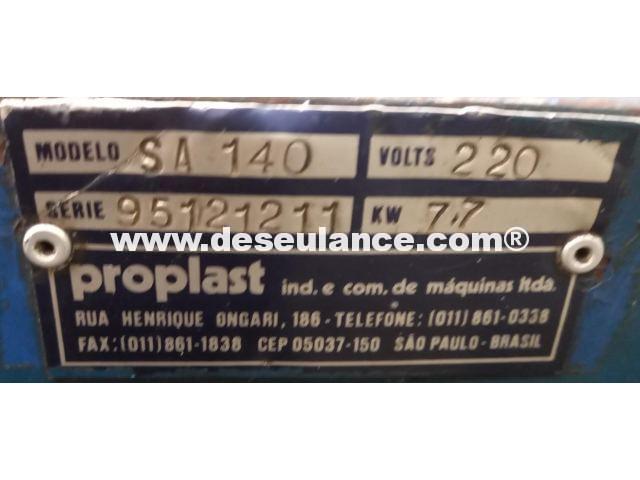 MODELO SA 140 VOLTS 220
SERIE 95121211 KW 7,7
www.deseulance.com®
proplast ind. e com. de máquinas ltda.
RUA HENRIQUE ONGARI, 186 - TELEFONE: (011) 861-0338
FAX: (011) 861-1838 CEP 05037-150 SÃO PAULO - BRASIL